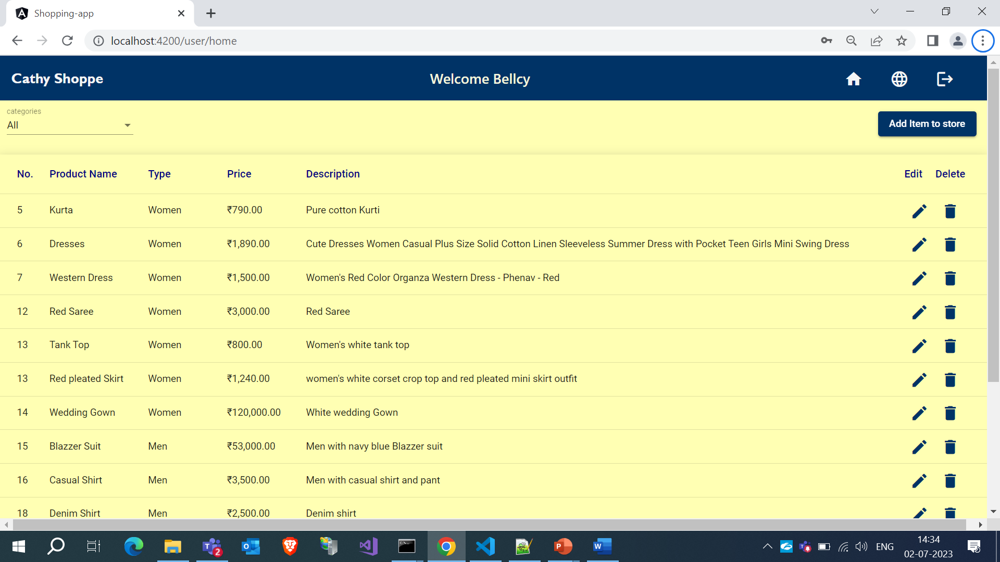 Shopping-app
localhost:4200/user/home
Cathy Shoppe Welcome Bellcy
categories
All
Add Item to store
No. Product Name Type Price Description Edit Delete
5 Kurta Women ₹790.00 Pure cotton Kurti
6 Dresses Women ₹1,890.00 Cute Dresses Women Casual Plus Size Solid Cotton Linen Sleeveless Summer Dress with Pocket Teen Girls Mini Swing Dress
7 Western Dress Women ₹1,500.00 Women's Red Color Organza Western Dress - Phenav - Red
12 Red Saree Women ₹3,000.00 Red Saree
13 Tank Top Women ₹800.00 Women's white tank top
13 Red pleated Skirt Women ₹1,240.00 women's white corset crop top and red pleated mini skirt outfit
14 Wedding Gown Women ₹120,000.00 White wedding Gown
15 Blazzer Suit Men ₹53,000.00 Men with navy blue Blazzer suit
16 Casual Shirt Men ₹3,500.00 Men with casual shirt and pant
18 Denim Shirt Men ₹2,500.00 Denim shirt
2
ENG
14:34
02-07-2023